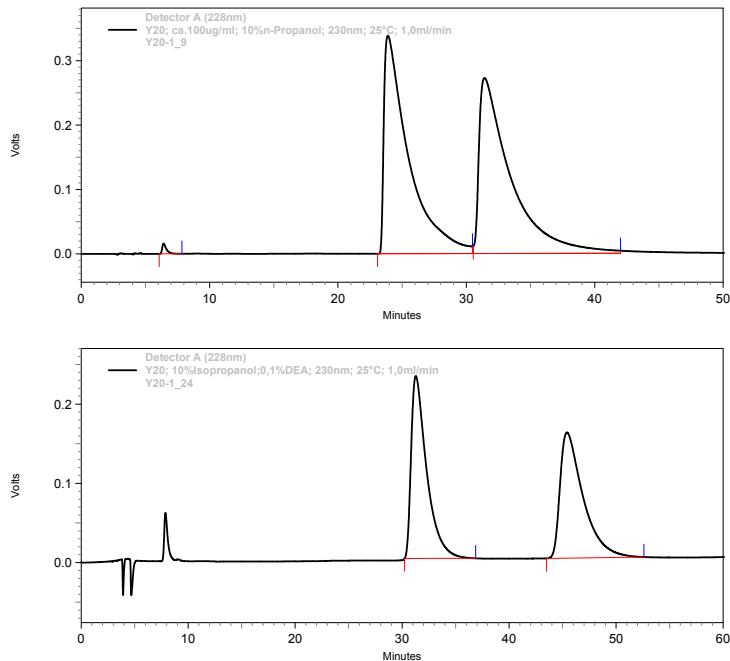 Detector A (228nm)
Y20; ca.100ug/ml; 10%n-Propanol; 230nm; 25°C; 1,0ml/min
Y20-1_9
0.3
0.2
0.1
0.0
Volts
0 10 20 30 40 50
Minutes
Detector A (228nm)
Y20; 10%Isopropanol;0,1%DEA; 230nm; 25°C; 1,0ml/min
Y20-1_24
0.2
0.1
0.0
Volts
0 10 20 30 40 50 60
Minutes